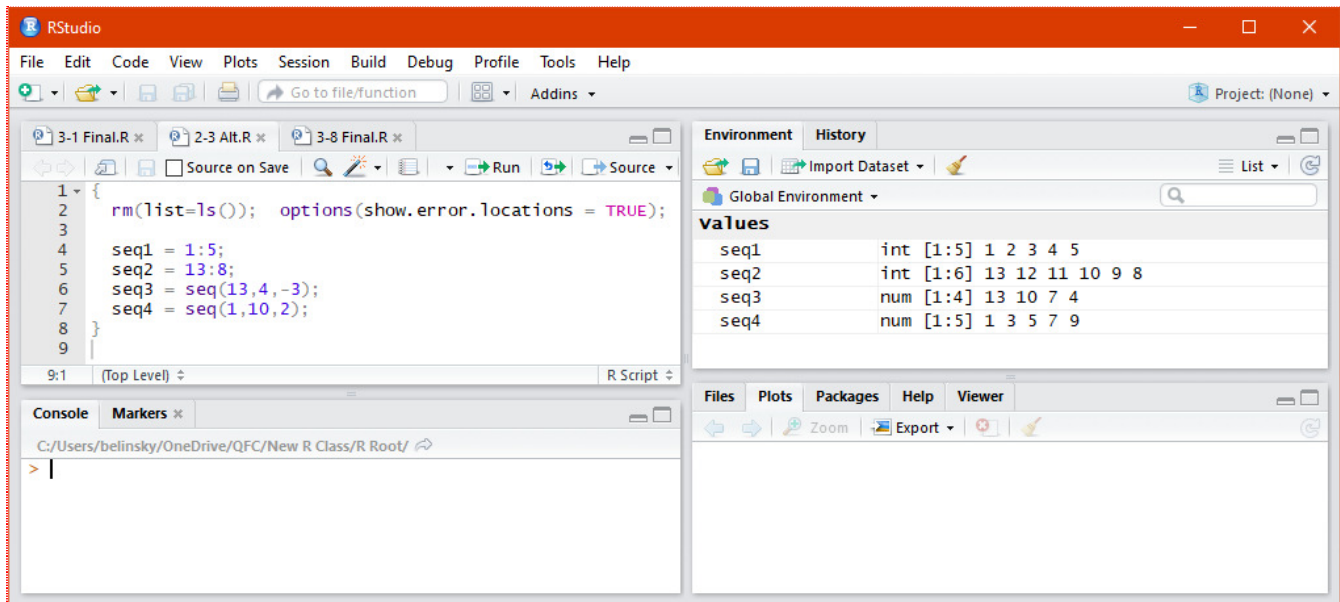 RStudio
File Edit Code View Plots Session Build Debug Profile Tools Help
Go to file/function Addins Project: (None)
3-1 Final.R 2-3 Alt.R 3-8 Final.R
Source on Save Run Source
1 {
2 rm(list=ls()); options(show.error.locations = TRUE);
3
4 seq1 = 1:5;
5 seq2 = 13:8;
6 seq3 = seq(13,4,-3);
7 seq4 = seq(1,10,2);
8 }
9
9:1 (Top Level) R Script
Console Markers
C:/Users/belinsky/OneDrive/QFC/New R Class/R Root/
>
Environment History
Import Dataset List
Global Environment
Values
seq1 int [1:5] 1 2 3 4 5
seq2 int [1:6] 13 12 11 10 9 8
seq3 num [1:4] 13 10 7 4
seq4 num [1:5] 1 3 5 7 9
Files Plots Packages Help Viewer
Zoom Export